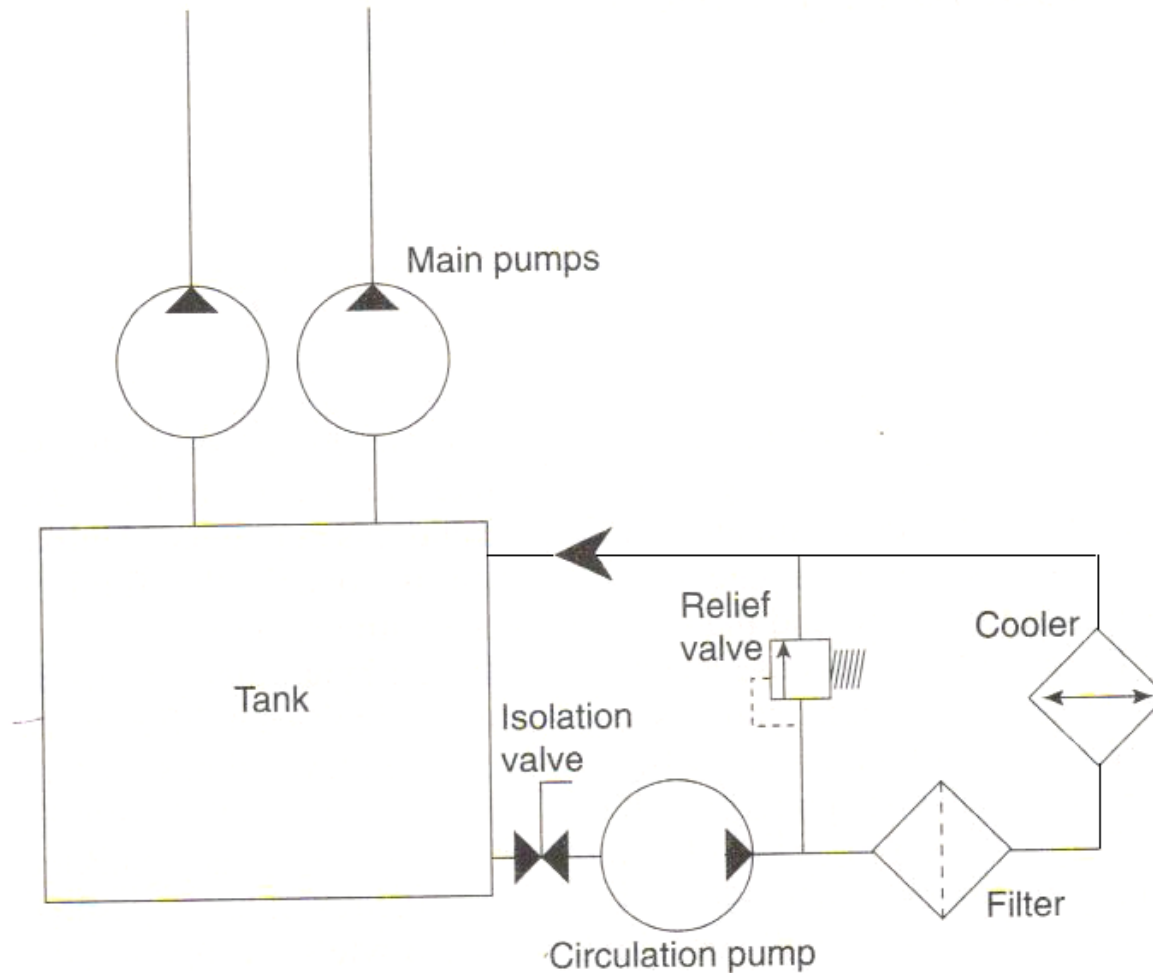 Main pumps
Relief
valve
Cooler
Tank
Isolation
valve
Filter
Circulation pump